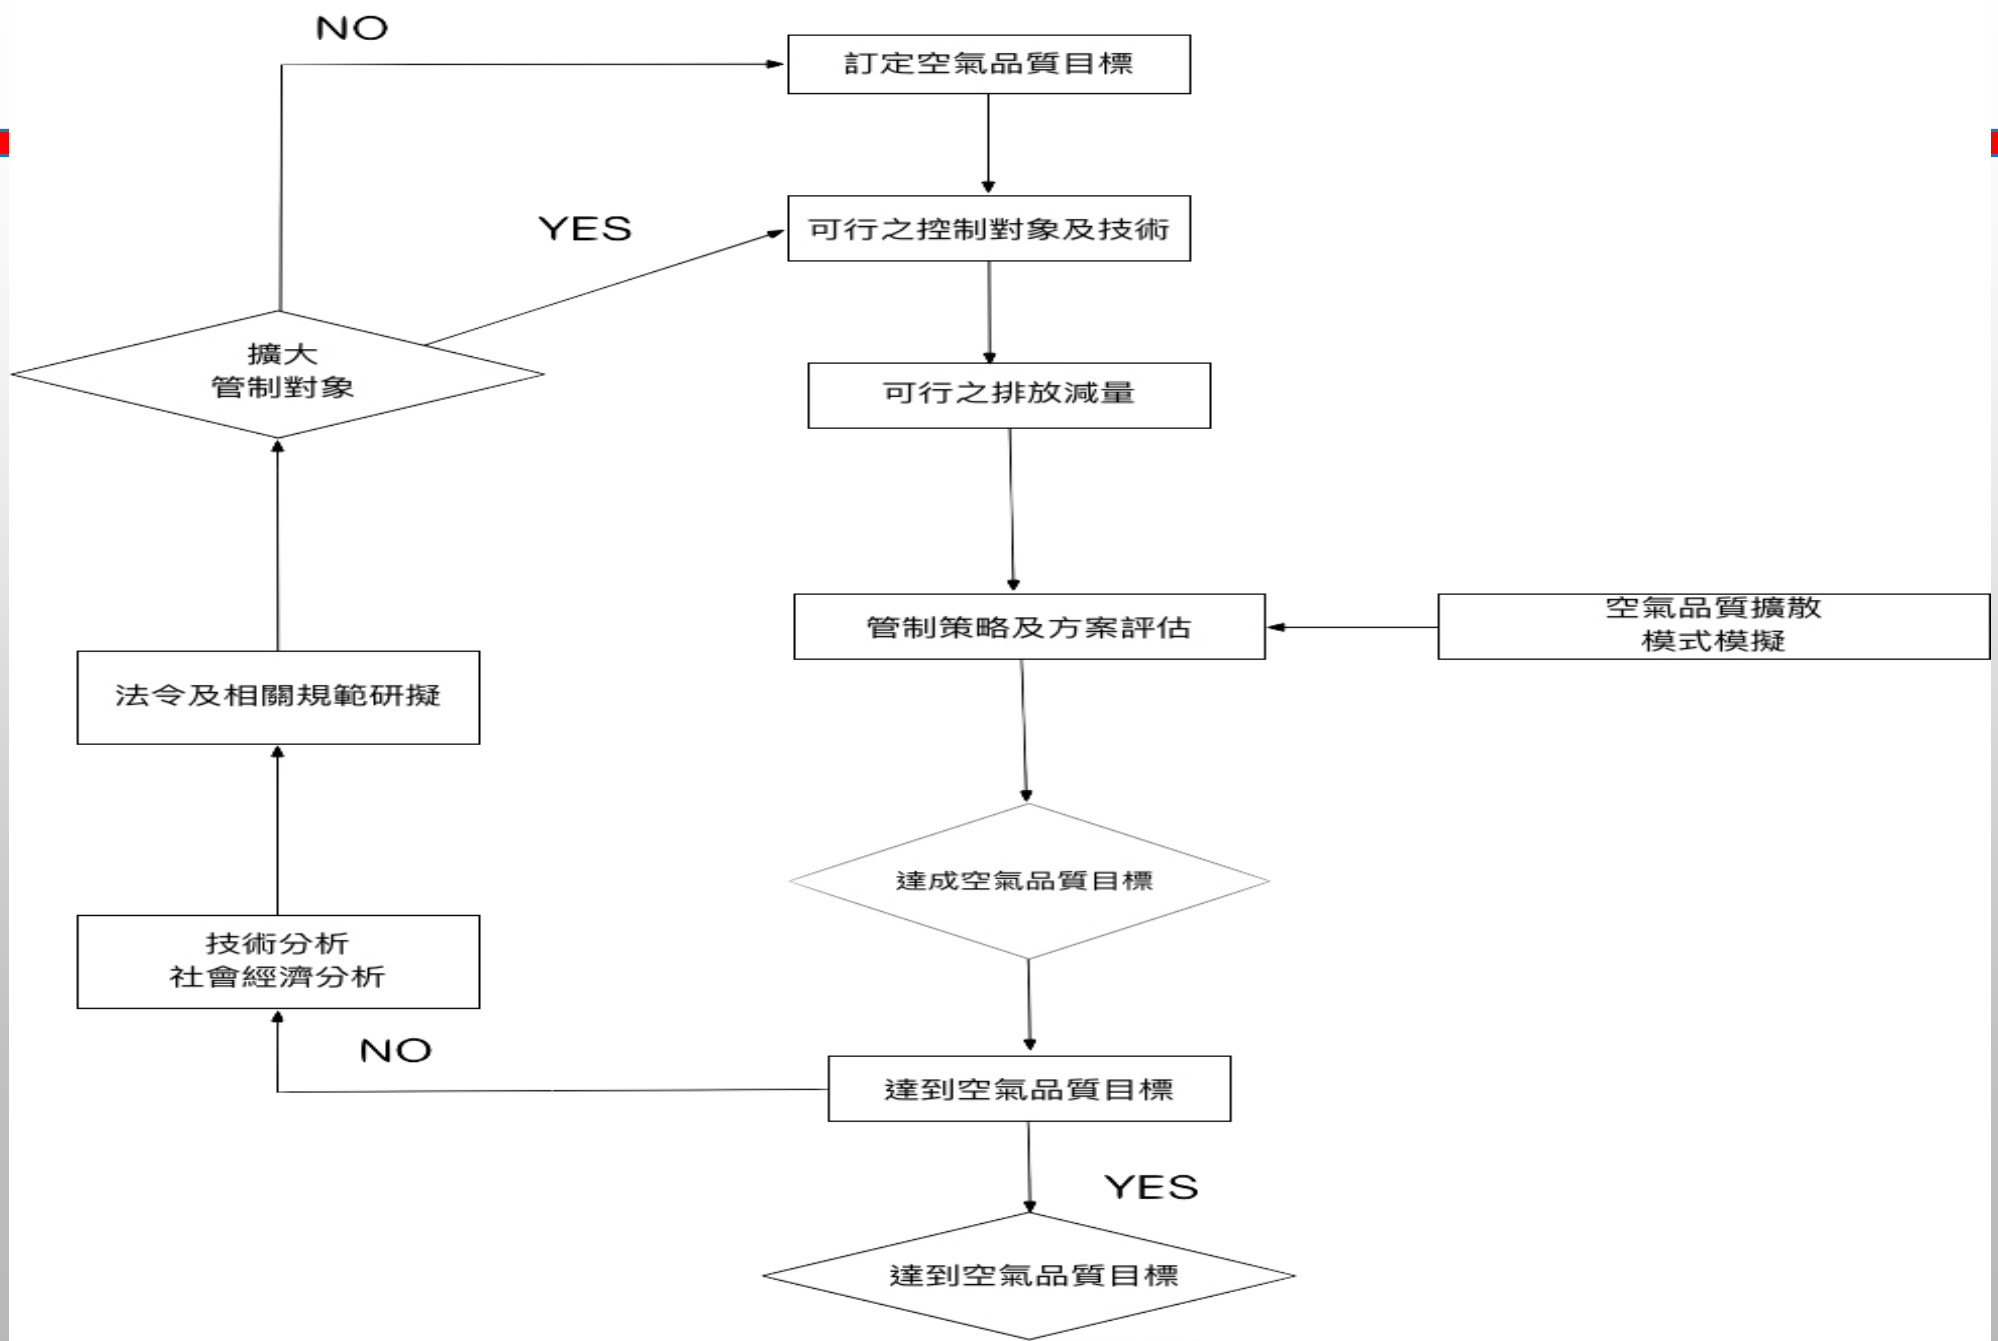 NO
訂定空氣品質目標
YES
可行之控制對象及技術
擴大
管制對象
可行之排放減量
管制策略及方案評估
空氣品質擴散
模式模擬
法令及相關規範研擬
達成空氣品質目標
技術分析
社會經濟分析
NO
達到空氣品質目標
YES
達到空氣品質目標